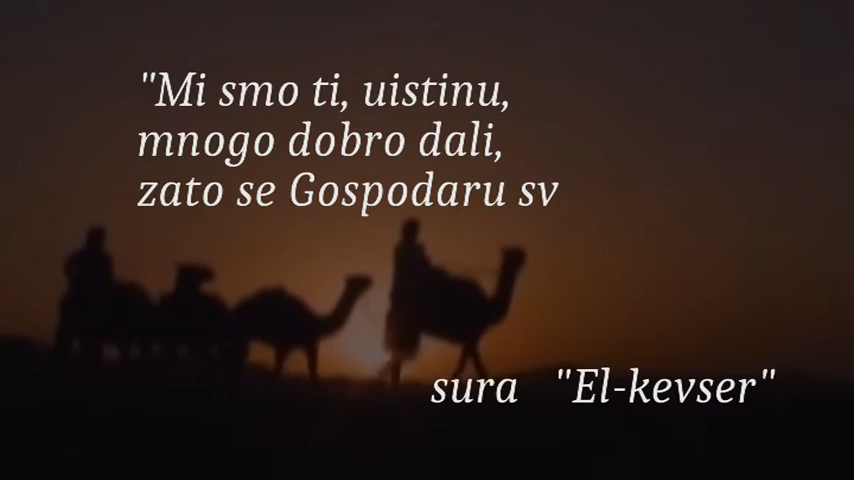 "Mi smo ti, uistinu,
mnogo dobro dali,
zato se Gospodaru sv
sura "El-kevser"